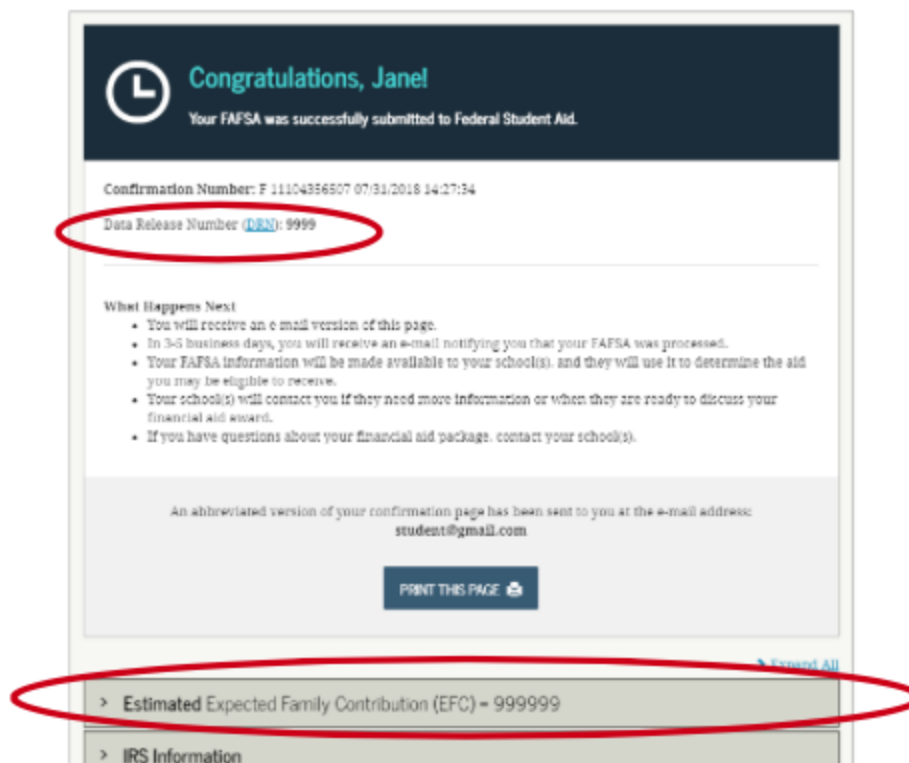 Congratulations, Jane!
Your FAFSA was successfully submitted to Federal Student Aid.
Confirmation Number: F 11104356507 07/31/2018 14:27:34
Data Release Number (DRN): 9999
What Happens Next
• You will receive an e-mail version of this page.
• In 3-5 business days, you will receive an e-mail notifying you that your FAFSA was processed.
• Your FAFSA information will be made available to your school(s), and they will use it to determine the aid
you may be eligible to receive.
• Your school(s) will contact you if they need more information or when they are ready to discuss your
financial aid award.
• If you have questions about your financial aid package, contact your school(s).
An abbreviated version of your confirmation page has been sent to you at the e-mail address:
student@gmail.com
PRINT THIS PAGE
Expand All
> Estimated Expected Family Contribution (EFC) = 999999
> IRS Information